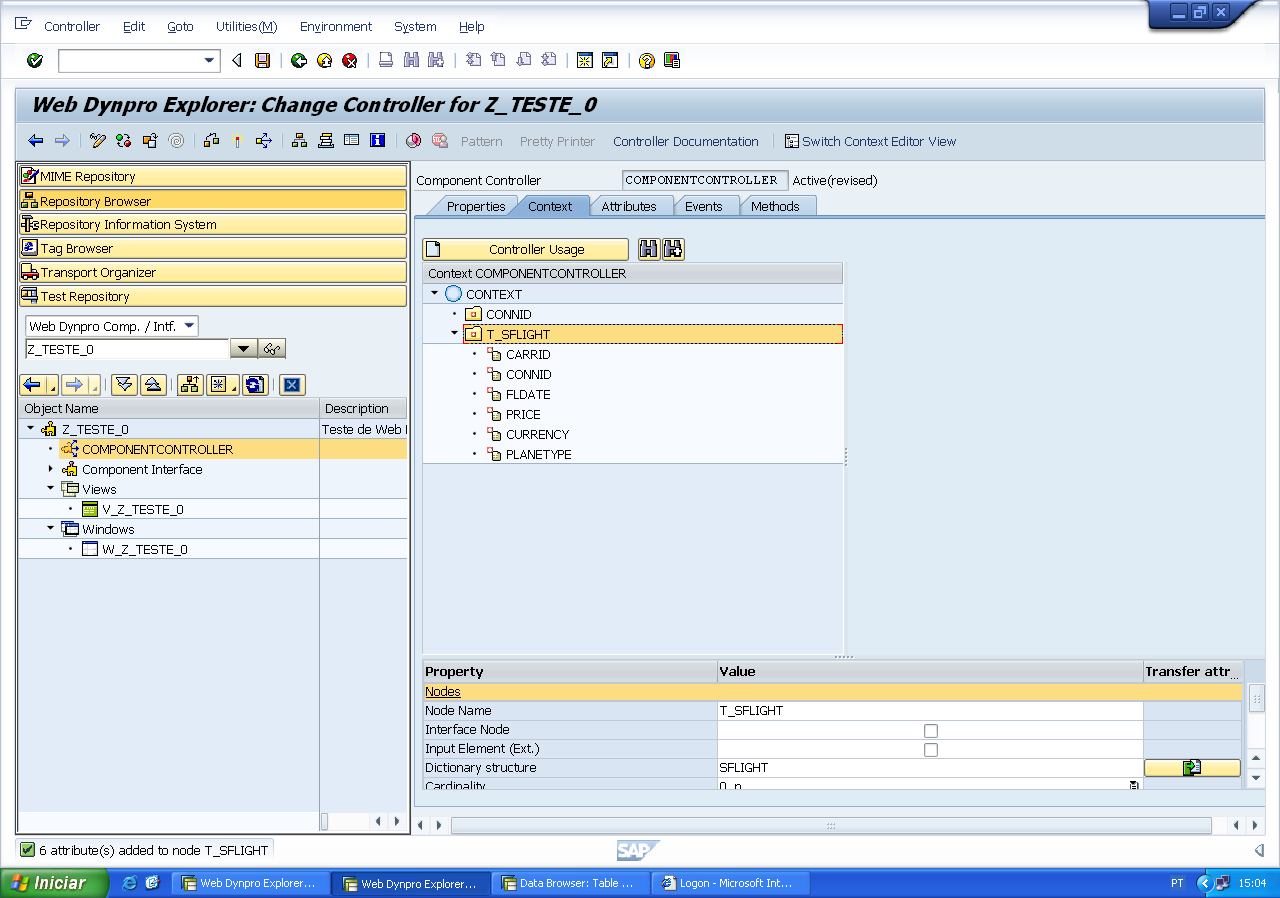 Controller Edit Goto Utilities(M) Environment System Help
Web Dynpro Explorer: Change Controller for Z_TESTE_0
Pattern Pretty Printer Controller Documentation Switch Context Editor View
MIME Repository
Repository Browser
Repository Information System
Tag Browser
Transport Organizer
Test Repository
Web Dynpro Comp. / Intf.
Z_TESTE_0
Object Name Description
Z_TESTE_0 Teste de Web
COMPONENTCONTROLLER
Component Interface
Views
V_Z_TESTE_0
Windows
W_Z_TESTE_0
Component Controller COMPONENTCONTROLLER Active(revised)
Properties Context Attributes Events Methods
Controller Usage
Context COMPONENTCONTROLLER
CONTEXT
CONNID
T_SFLIGHT
CARRID
CONNID
FLDATE
PRICE
CURRENCY
PLANETYPE
Property Value Transfer attr...
Nodes
Node Name T_SFLIGHT
Interface Node
Input Element (Ext.)
Dictionary structure SFLIGHT
Cardinality 0..n
6 attribute(s) added to node T_SFLIGHT
SAP
Iniciar Web Dynpro Explorer... Web Dynpro Explorer... Data Browser: Table ... Logon - Microsoft Int... PT 15:04